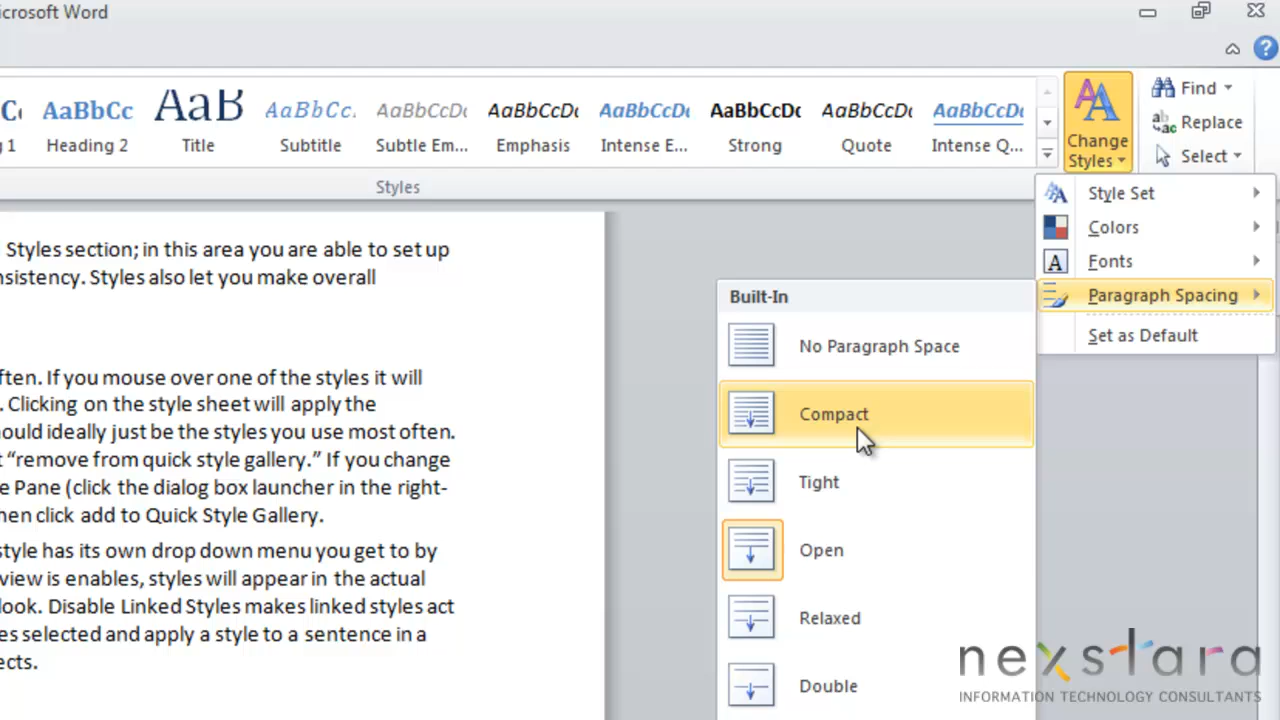 icrosoft Word
AaBbCc AaB AaBbCc. AaBbCcDc AaBbCcDc AaBbCcDc AaBbCcDc AaBbCcDc AaBbCcDc
g 1 Heading 2 Title Subtitle Subtle Em... Emphasis Intense E... Strong Quote Intense Q...
Change
Styles
Find
Replace
Select
Styles
Style Set
Colors
Fonts
Paragraph Spacing
Set as Default
Built-In
No Paragraph Space
Compact
Tight
Open
Relaxed
Double
Styles section; in this area you are able to set up
nsistency. Styles also let you make overall
ften. If you mouse over one of the styles it will
. Clicking on the style sheet will apply the
hould ideally just be the styles you use most often.
t “remove from quick style gallery.” If you change
e Pane (click the dialog box launcher in the right-
hen click add to Quick Style Gallery.
style has its own drop down menu you get to by
view is enables, styles will appear in the actual
look. Disable Linked Styles makes linked styles act
es selected and apply a style to a sentence in a
ects.
nexstara
INFORMATION TECHNOLOGY CONSULTANTS